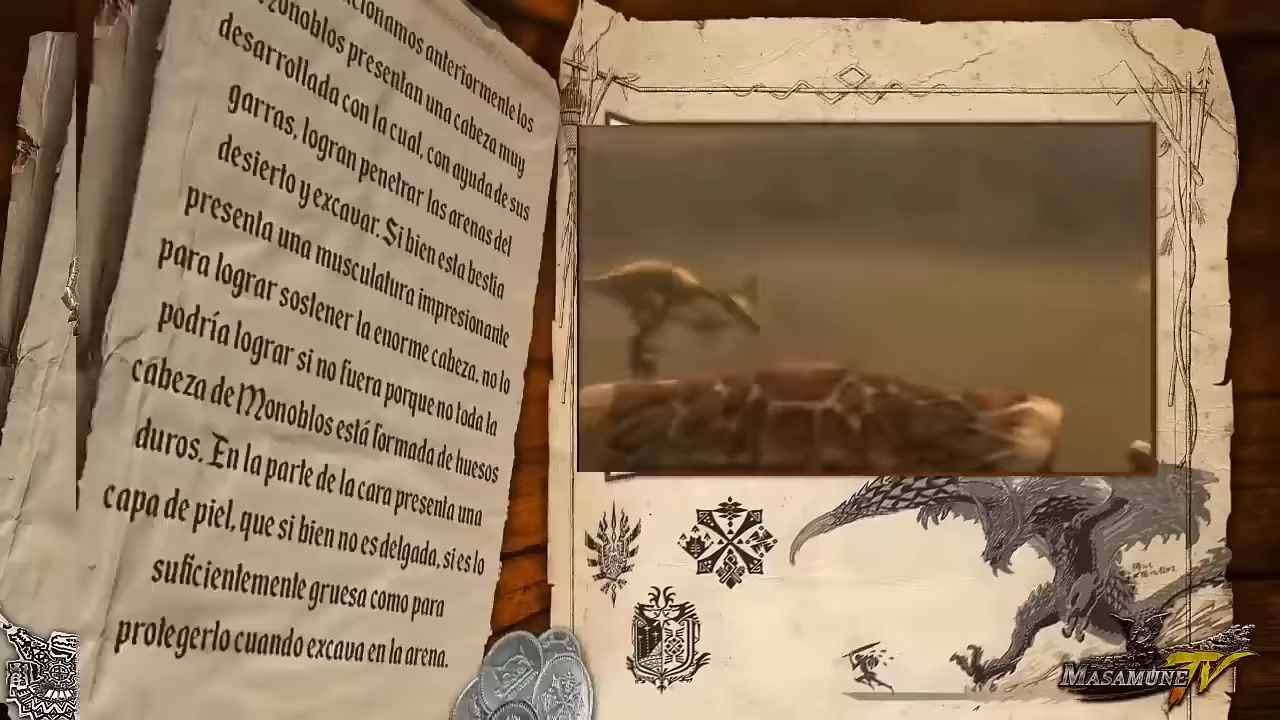 cionamos anteriormente los
Monoblos presentan una cabeza muy
desarrollada con la cual, con ayuda de sus
garras, logran penetrar las arenas del
desierto y excavar. Si bien esta bestia
presenta una musculatura impresionante
para lograr sostener la enorme cabeza, no lo
podría lograr si no fuera porque no toda la
cabeza de Monoblos está formada de huesos
duros. En la parte de la cara presenta una
capa de piel, que si bien no es delgada, si es lo
suficientemente gruesa como para
protegerlo cuando excava en la arena.
MASAMUNE TV